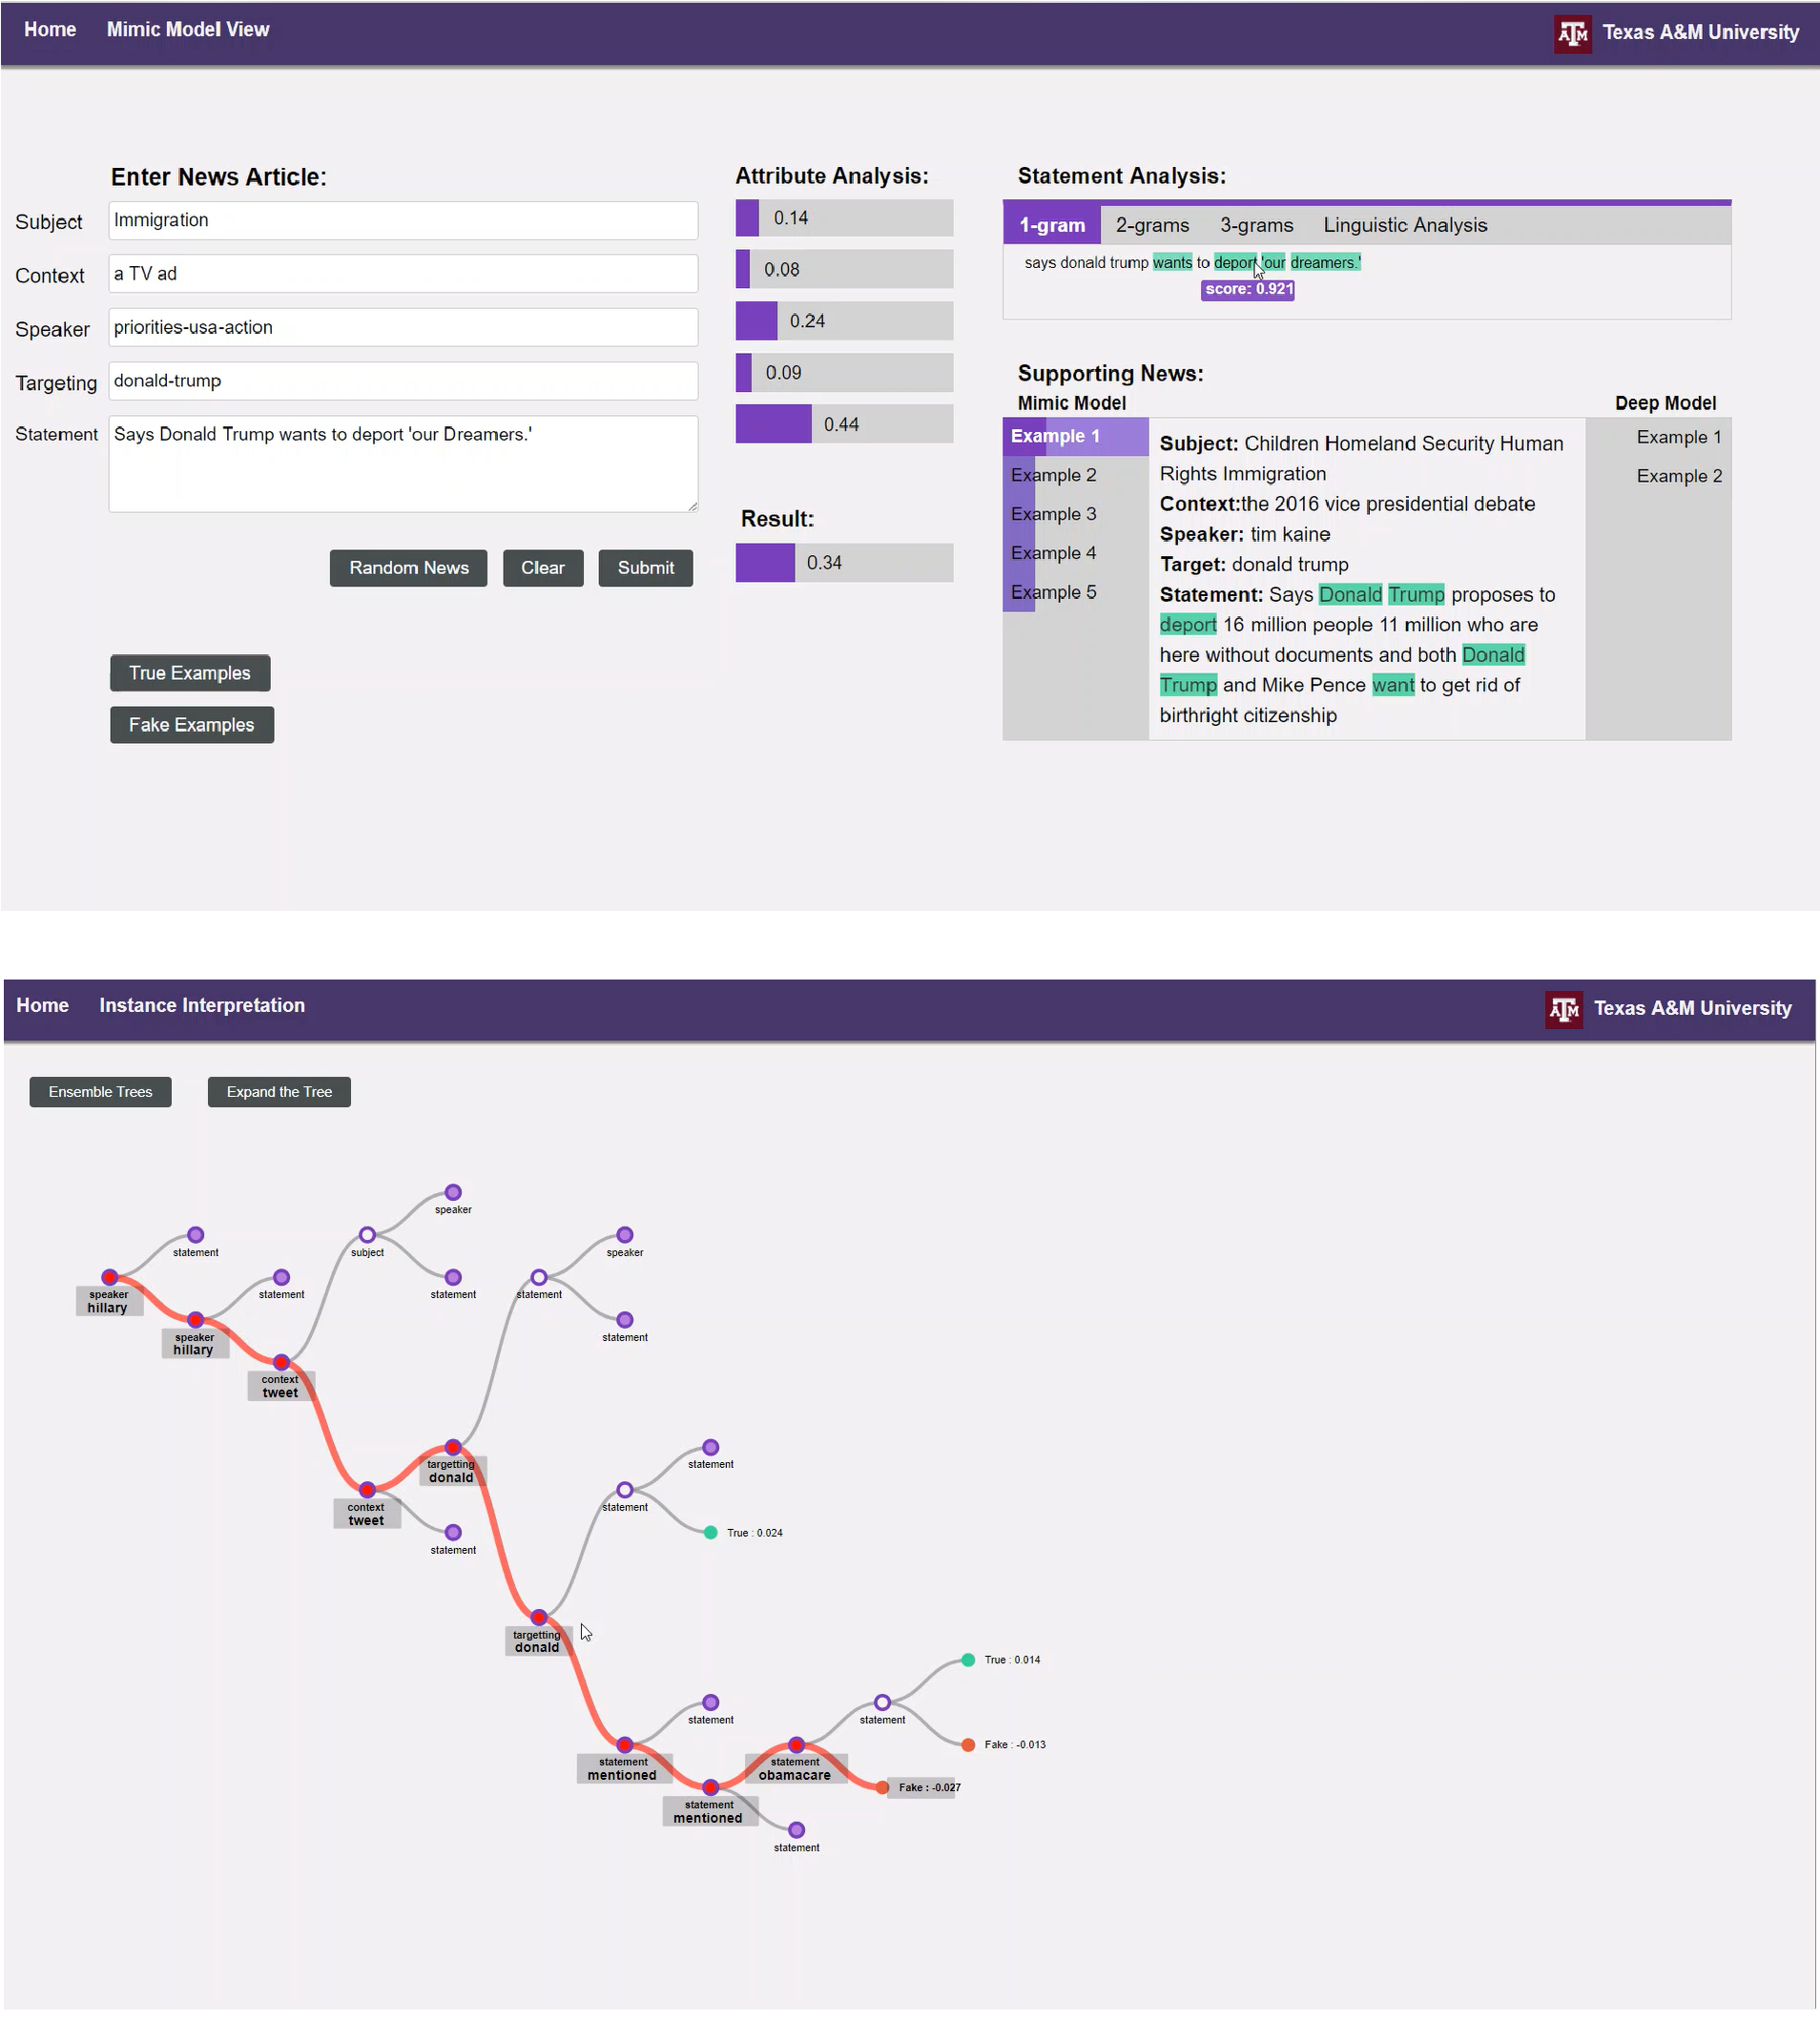 Home Mimic Model View
Texas A&M University
Enter News Article:
Subject Immigration
Context a TV ad
Speaker priorities-usa-action
Targeting donald-trump
Statement Says Donald Trump wants to deport 'our Dreamers.'
Random News Clear Submit
True Examples
Fake Examples
Attribute Analysis:
0.14
0.08
0.24
0.09
0.44
Result:
0.34
Statement Analysis:
1-gram 2-grams 3-grams Linguistic Analysis
says donald trump wants to deport 'our dreamers.'
score: 0.921
Supporting News:
Mimic Model
Deep Model
Example 1
Example 2
Example 3
Example 4
Example 5
Subject: Children Homeland Security Human
Rights Immigration
Context:the 2016 vice presidential debate
Speaker: tim kaine
Target: donald trump
Statement: Says Donald Trump proposes to
deport 16 million people 11 million who are
here without documents and both Donald
Trump and Mike Pence want to get rid of
birthright citizenship
Example 1
Example 2
Home Instance Interpretation
ATM Texas A&M University
Ensemble Trees Expand the Tree
speaker
statement
subject
speaker
speaker
hillary
statement
statement
statement
speaker
hillary
statement
context
tweet
targetting
donald
statement
context
tweet
statement
statement
True : 0.024
targetting
donald
True : 0.014
statement
statement
statement
mentioned
statement
obamacare
Fake : -0.013
Fake : -0.027
statement
mentioned
statement